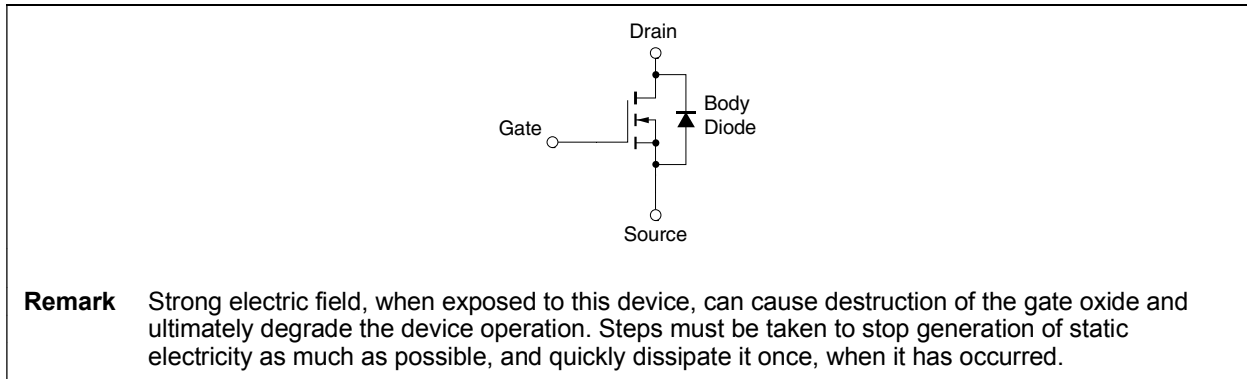 Drain
Body
Diode
Gate
Source
Remark Strong electric field, when exposed to this device, can cause destruction of the gate oxide and
ultimately degrade the device operation. Steps must be taken to stop generation of static
electricity as much as possible, and quickly dissipate it once, when it has occurred.